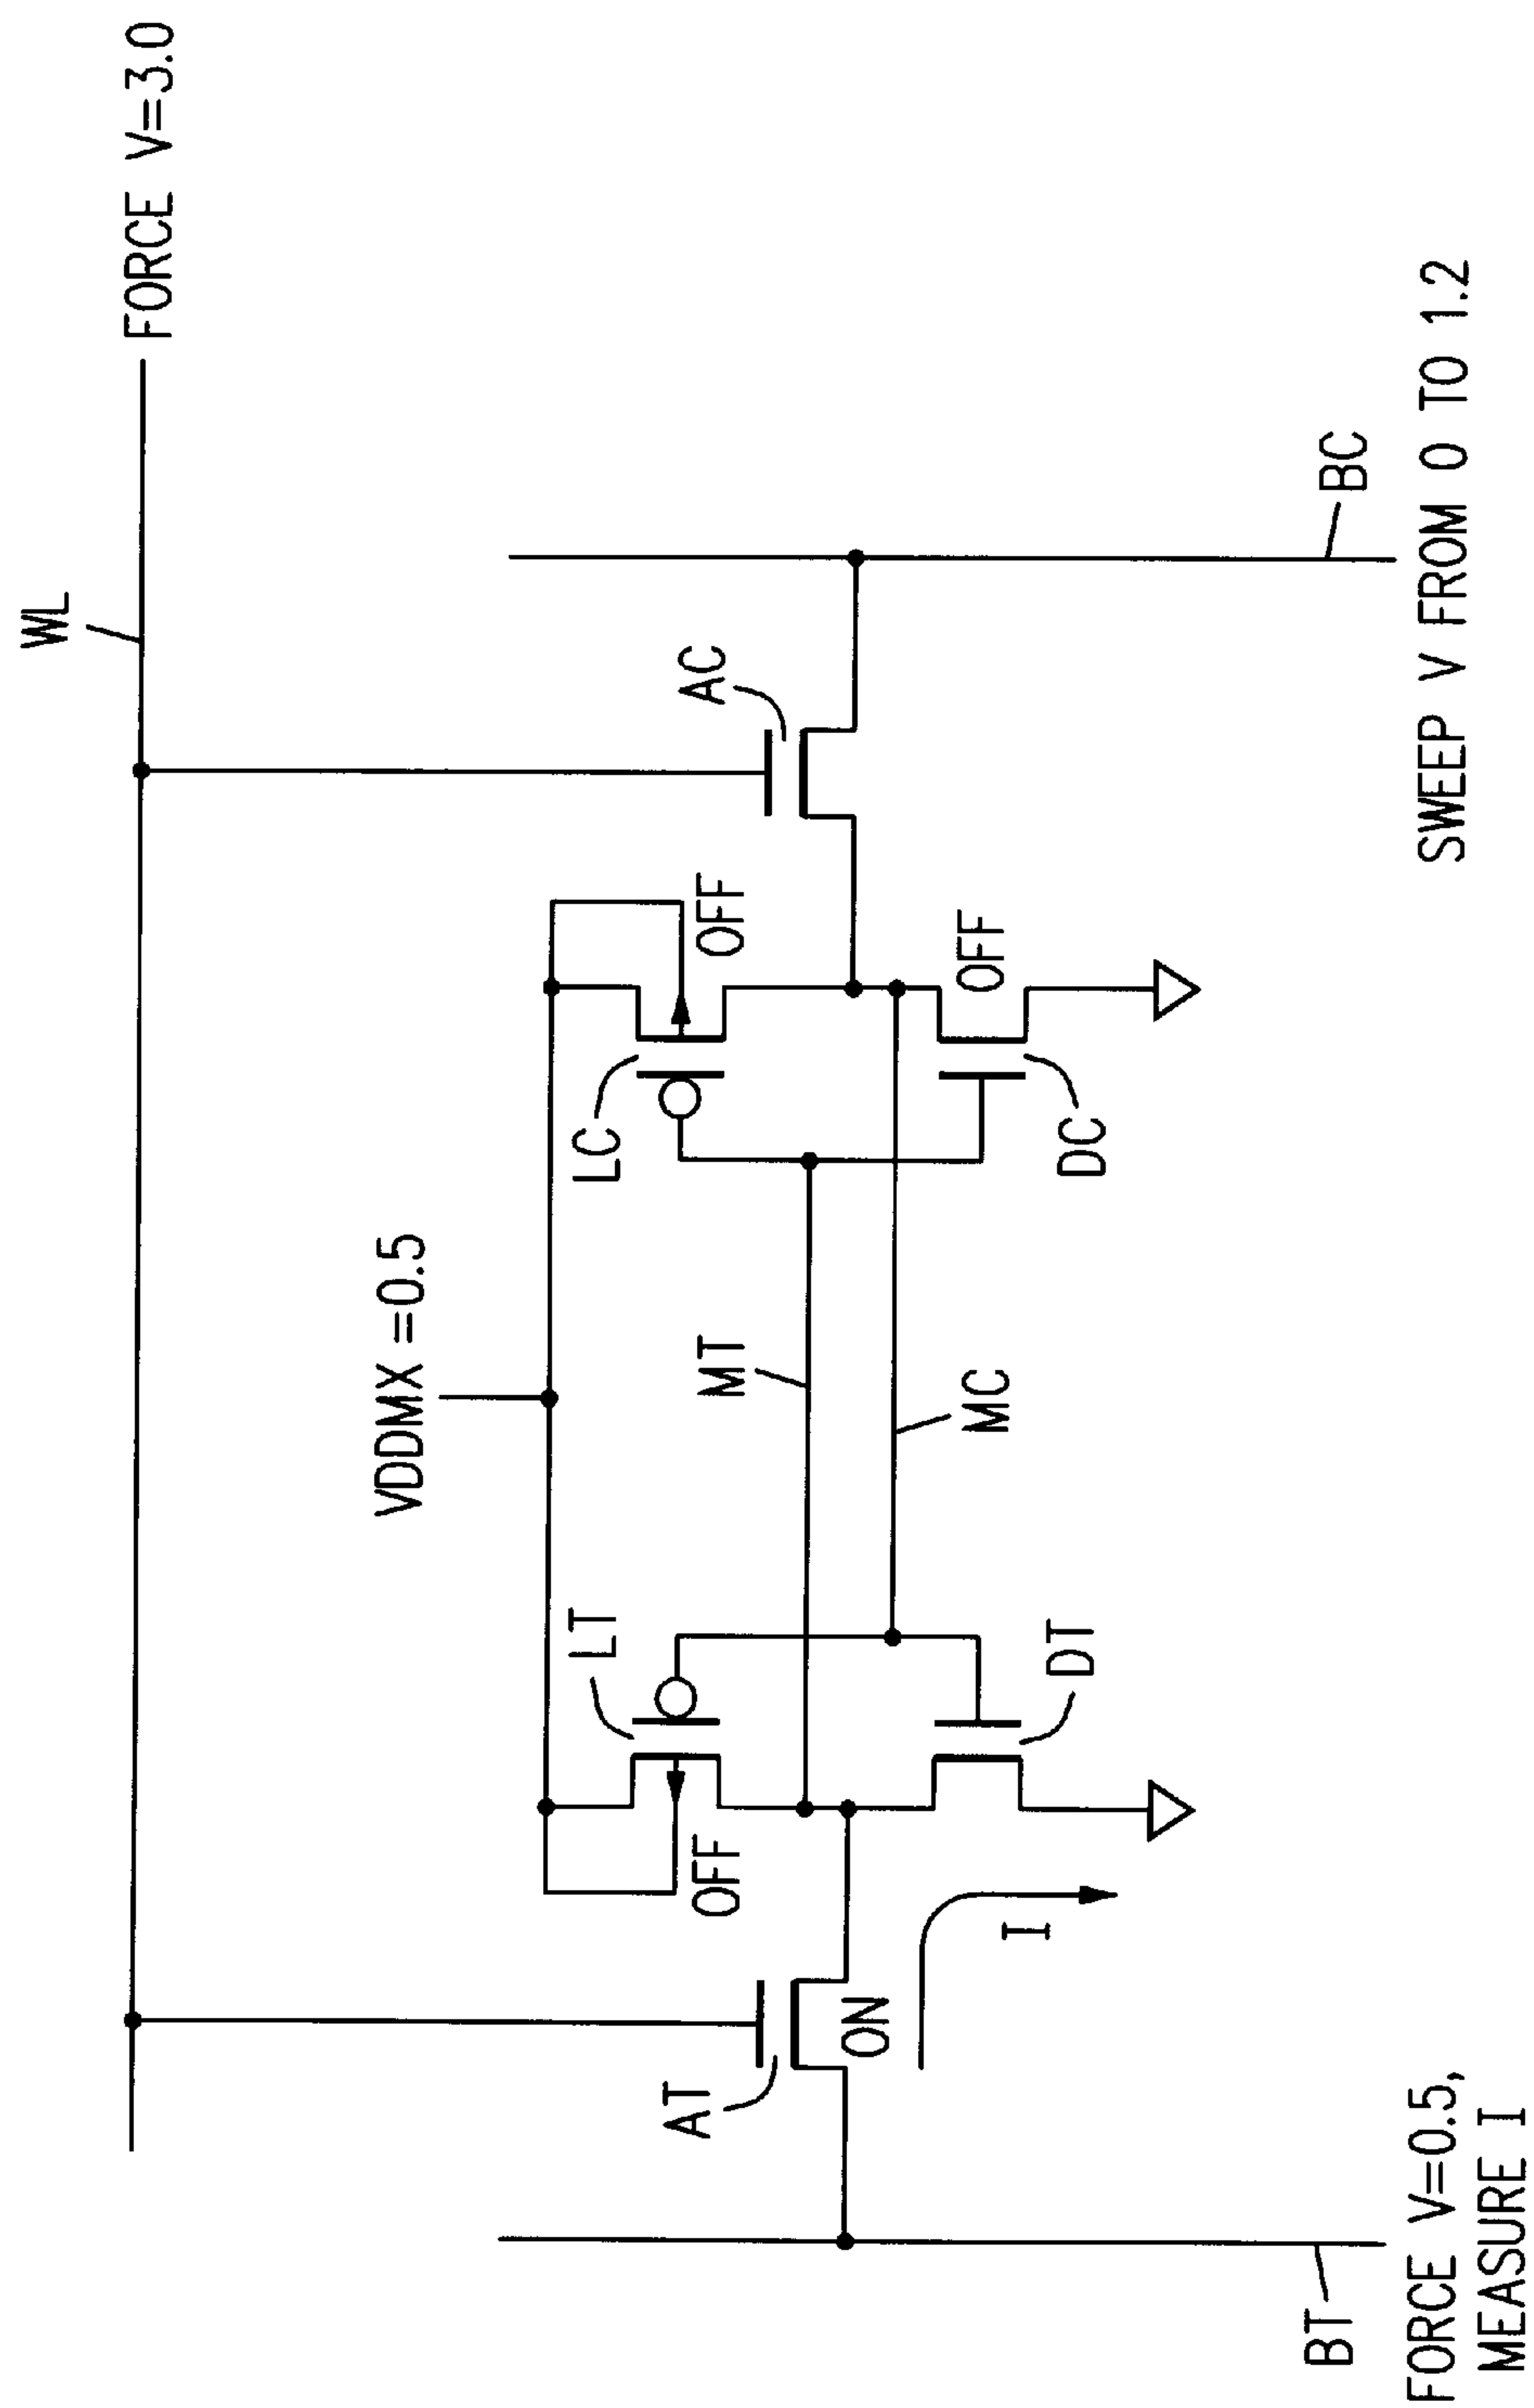 WL
FORCE V=3.0
VDDMX =0.5
LT
LC
OFF
OFF
MT
AT
AC
ON
MC
OFF
I
DT
DC
BT
BC
FORCE V=0.5,
MEASURE I
SWEEP V FROM 0 TO 1.2